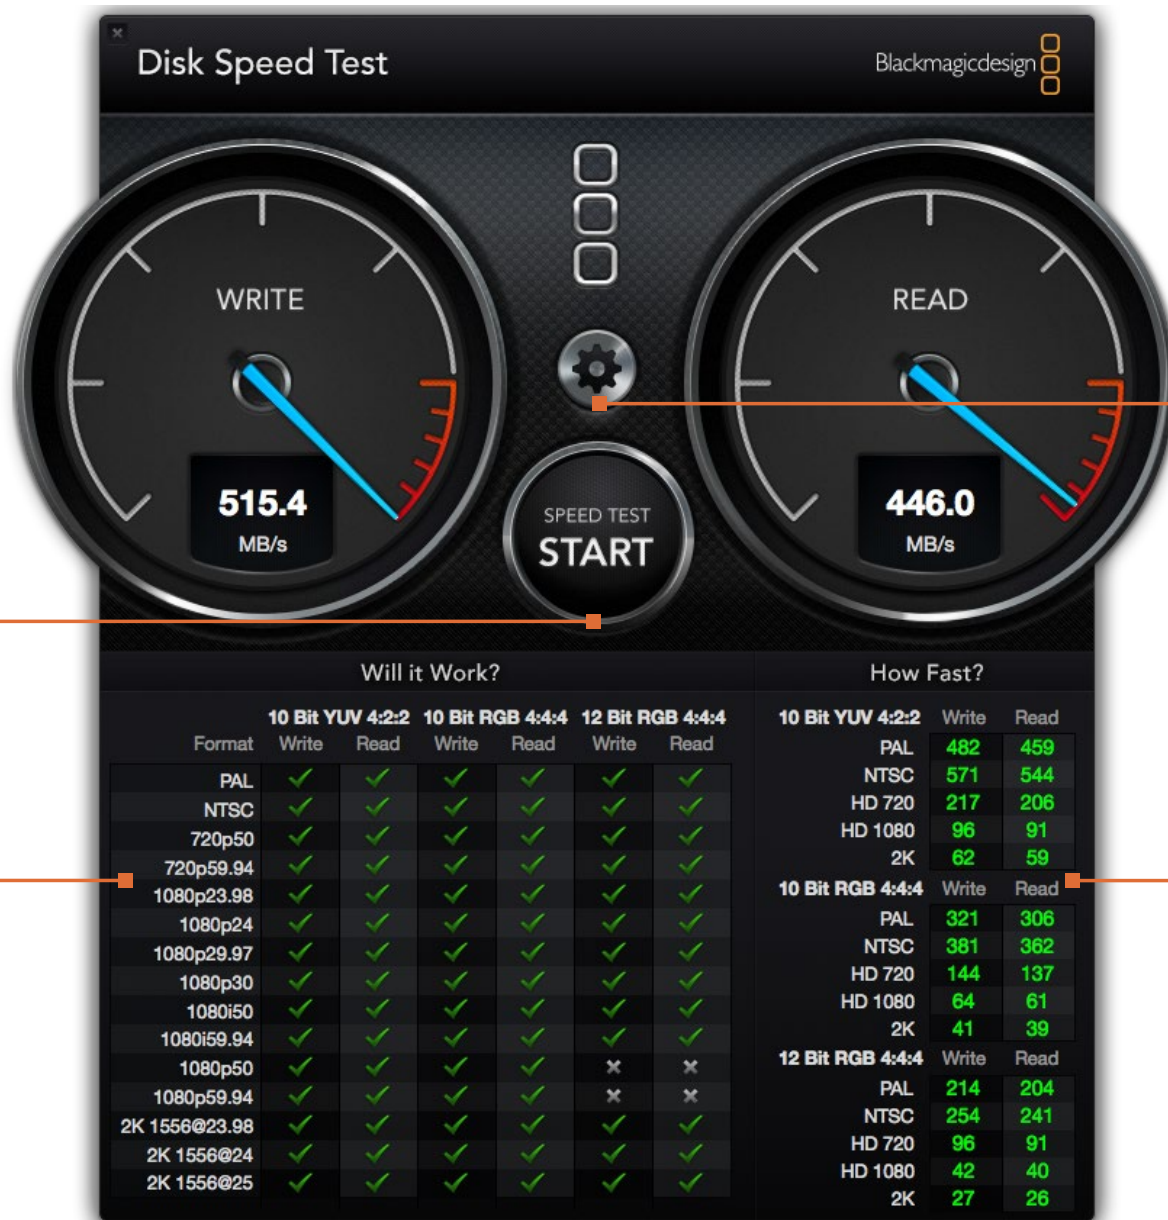 Disk Speed Test
Blackmagicdesign
WRITE
READ
515.4
MB/s
446.0
MB/s
SPEED TEST
START
Will it Work?
10 Bit YUV 4:2:2 10 Bit RGB 4:4:4 12 Bit RGB 4:4:4
Format Write Read Write Read Write Read
PAL
NTSC
720p50
720p59.94
1080p23.98
1080p24
1080p29.97
1080p30
1080i50
1080i59.94
1080p50
1080p59.94
2K 1556@23.98
2K 1556@24
2K 1556@25
How Fast?
10 Bit YUV 4:2:2 Write Read
PAL 482 459
NTSC 571 544
HD 720 217 206
HD 1080 96 91
2K 62 59
10 Bit RGB 4:4:4 Write Read
PAL 321 306
NTSC 381 362
HD 720 144 137
HD 1080 64 61
2K 41 39
12 Bit RGB 4:4:4 Write Read
PAL 214 204
NTSC 254 241
HD 720 96 91
HD 1080 42 40
2K 27 26